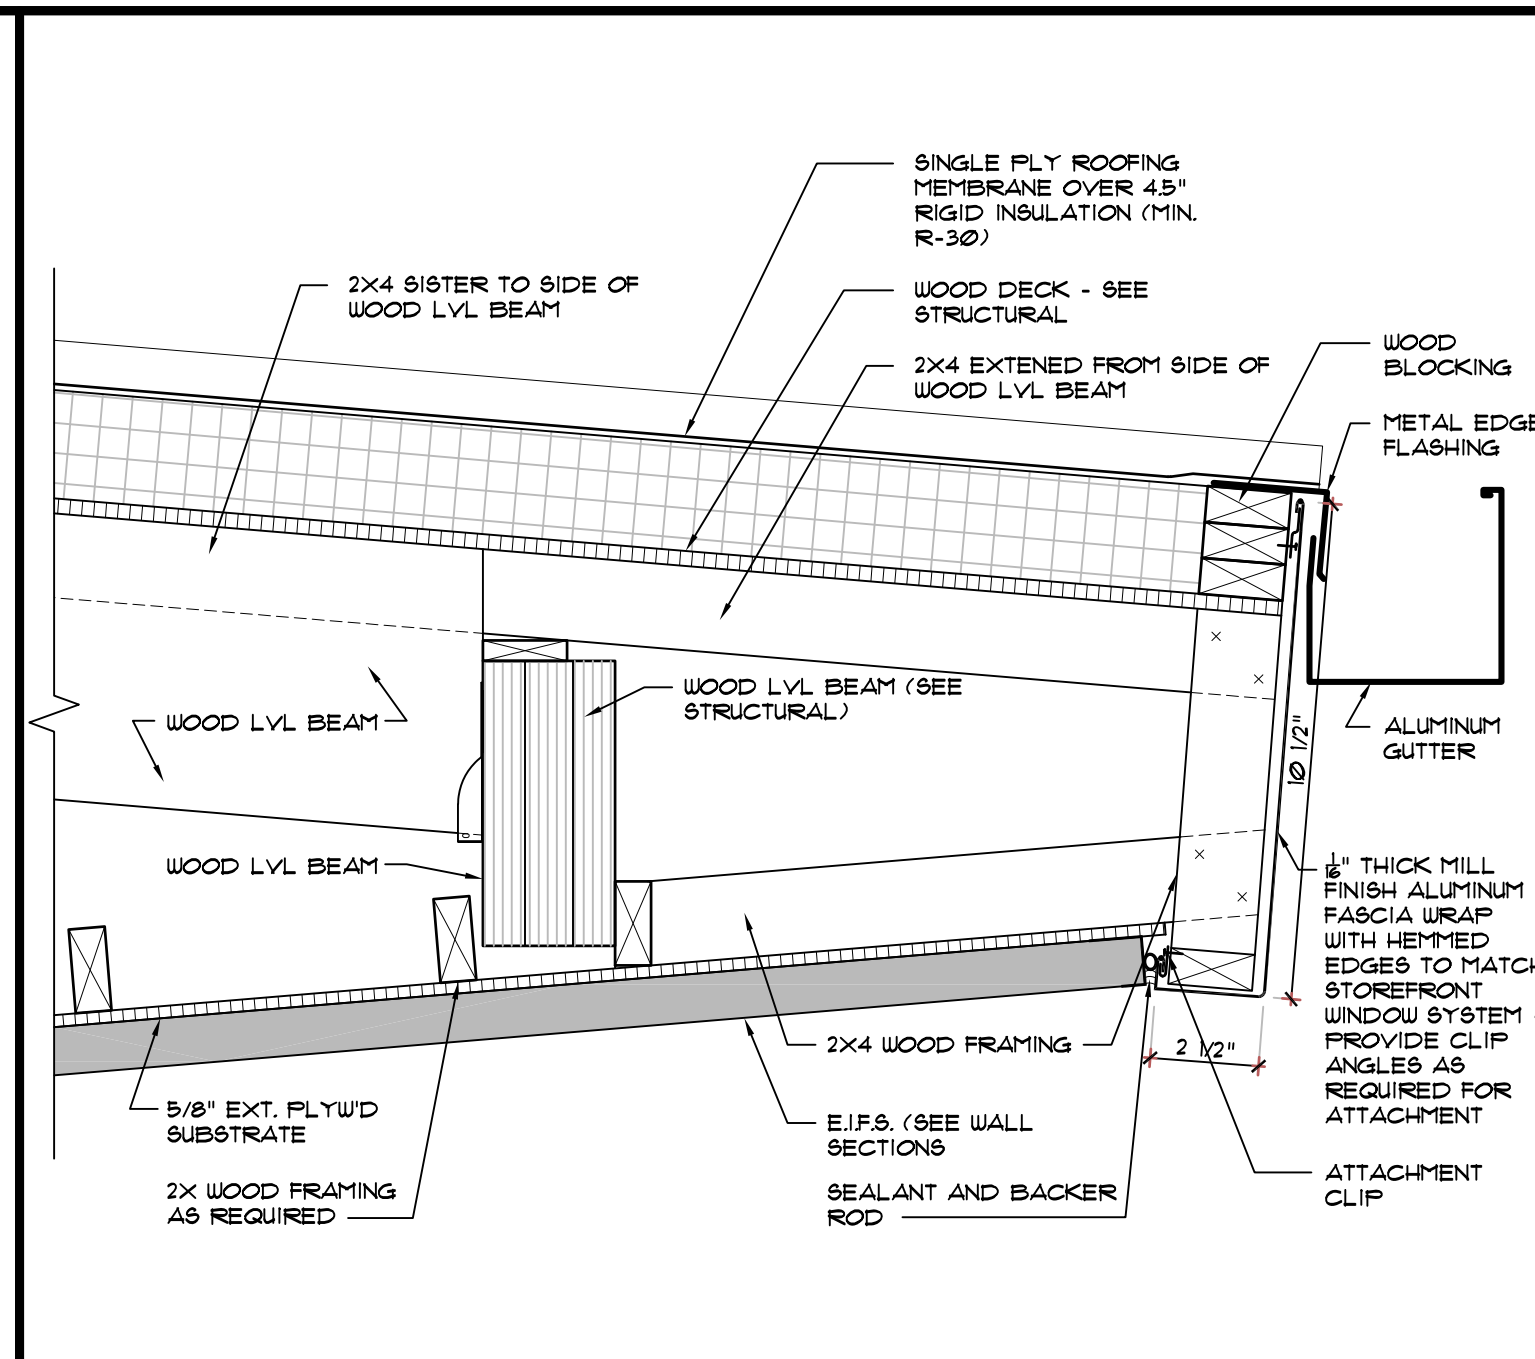 SINGLE PLY ROOFING
MEMBRANE OVER 4.5"
RIGID INSULATION (MIN.
R-30)
2X4 SISTER TO SIDE OF
WOOD LVL BEAM
WOOD DECK - SEE
STRUCTURAL
2X4 EXTENED FROM SIDE OF
WOOD LVL BEAM
WOOD
BLOCKING
METAL EDGE
FLASHING
WOOD LVL BEAM (SEE
STRUCTURAL)
WOOD LVL BEAM
ALUMINUM
GUTTER
10 1/2"
WOOD LVL BEAM
1/16" THICK MILL
FINISH ALUMINUM
FASCIA WRAP
WITH HEMMED
EDGES TO MATCH
STOREFRONT
WINDOW SYSTEM -
PROVIDE CLIP
ANGLES AS
REQUIRED FOR
ATTACHMENT
2X4 WOOD FRAMING
2 1/2"
5/8" EXT. PLYW'D
SUBSTRATE
E.I.F.S. (SEE WALL
SECTIONS
2X WOOD FRAMING
AS REQUIRED
SEALANT AND BACKER
ROD
ATTACHMENT
CLIP